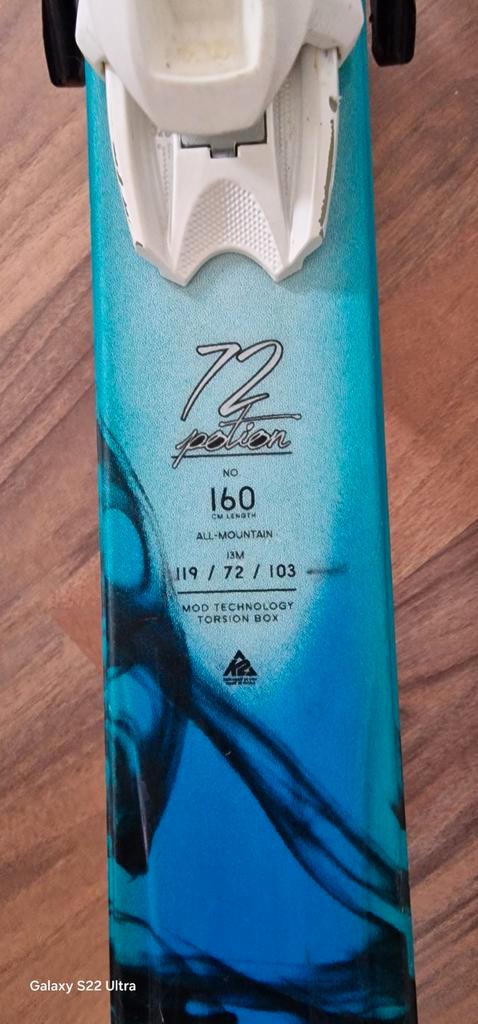 72
potion
NO
160
CM LENGTH
ALL-MOUNTAIN
13M
119 / 72 / 103
MOD TECHNOLOGY
TORSION BOX
K2
Galaxy S22 Ultra